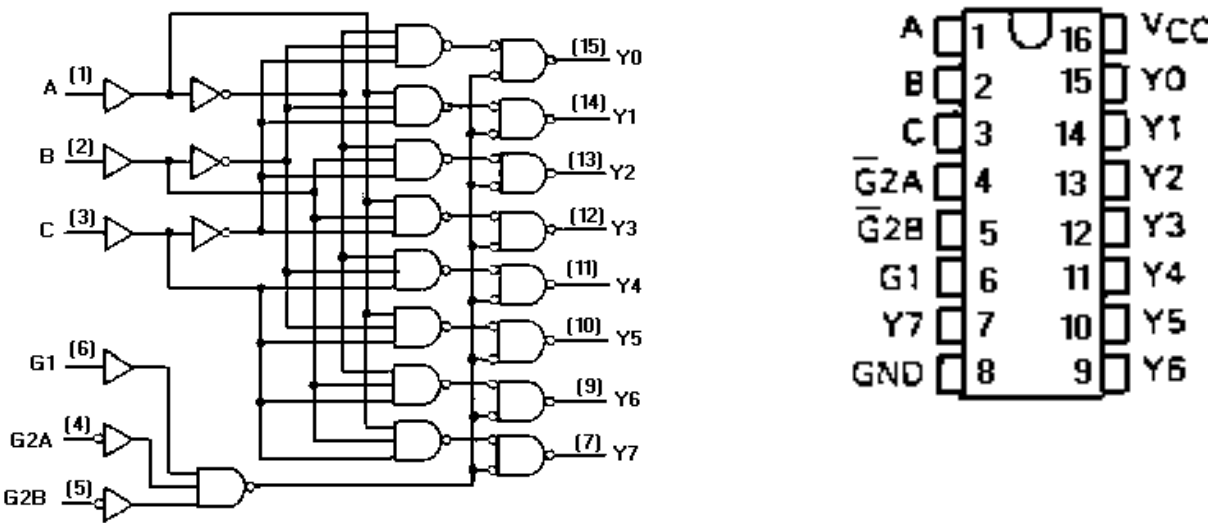 A (1)
B (2)
C (3)
G1 (6)
G2A (4)
G2B (5)
(15) Y0
(14) Y1
(13) Y2
(12) Y3
(11) Y4
(10) Y5
(9) Y6
(7) Y7
A 1 16 VCC
B 2 15 Y0
C 3 14 Y1
G̅2A 4 13 Y2
G̅2B 5 12 Y3
G1 6 11 Y4
Y7 7 10 Y5
GND 8 9 Y6